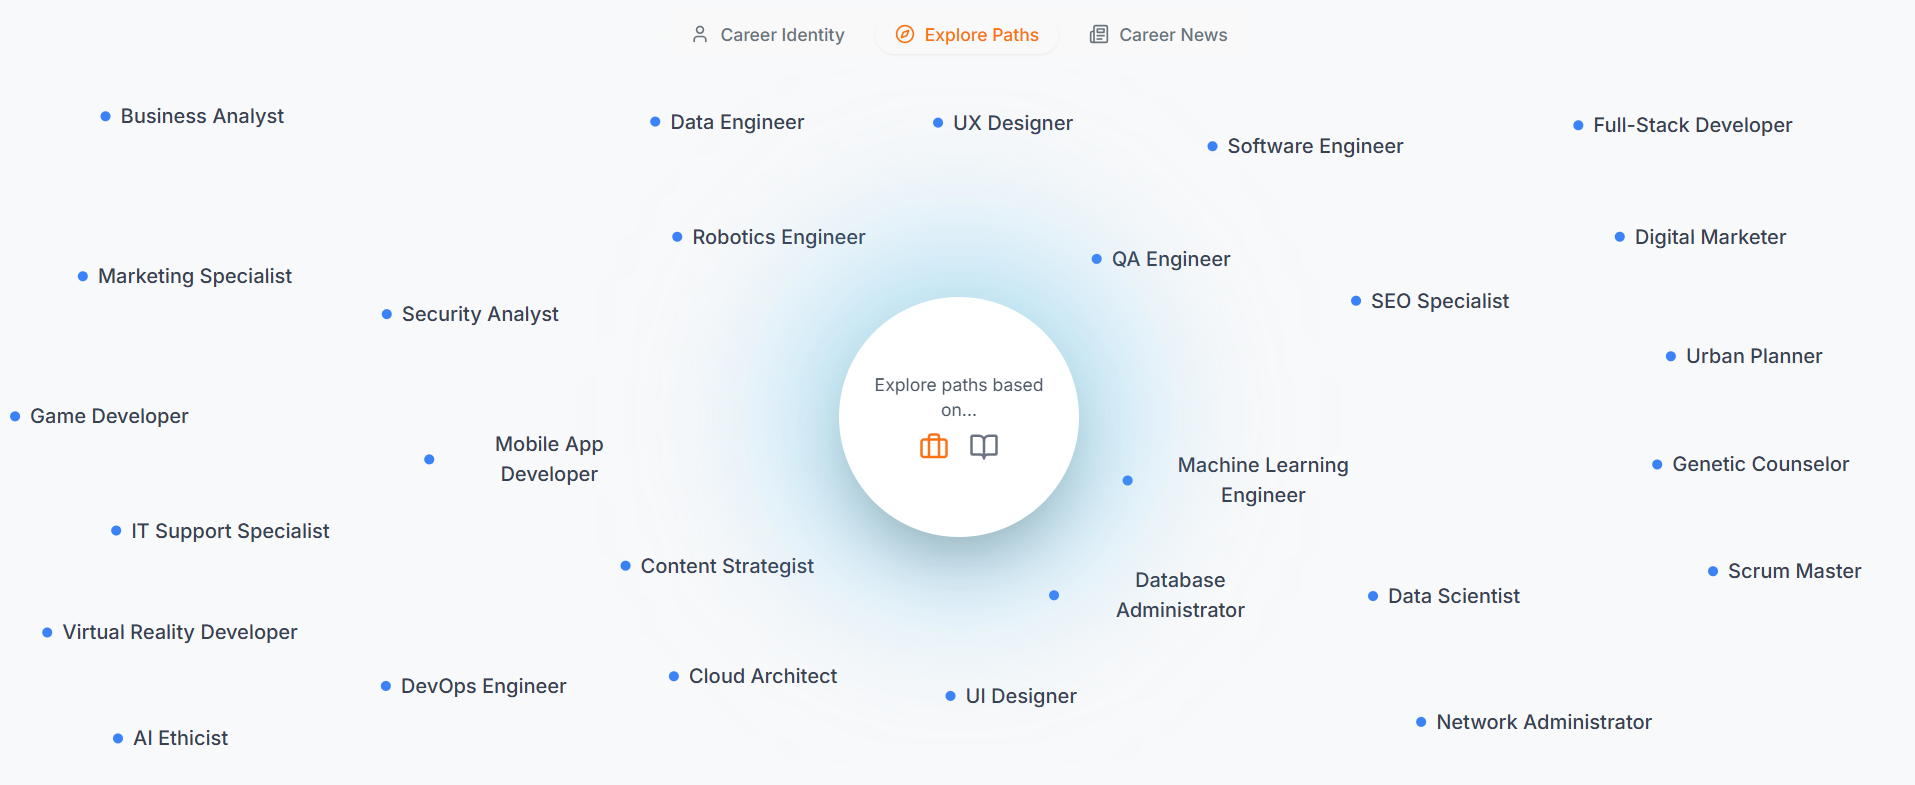 Career Identity
Explore Paths
Career News
Business Analyst
Data Engineer
UX Designer
Full-Stack Developer
Software Engineer
Robotics Engineer
Digital Marketer
QA Engineer
Marketing Specialist
SEO Specialist
Security Analyst
Urban Planner
Explore paths based
on...
Game Developer
Mobile App
Developer
Machine Learning
Engineer
Genetic Counselor
IT Support Specialist
Content Strategist
Scrum Master
Database
Administrator
Data Scientist
Virtual Reality Developer
Cloud Architect
DevOps Engineer
UI Designer
Network Administrator
AI Ethicist